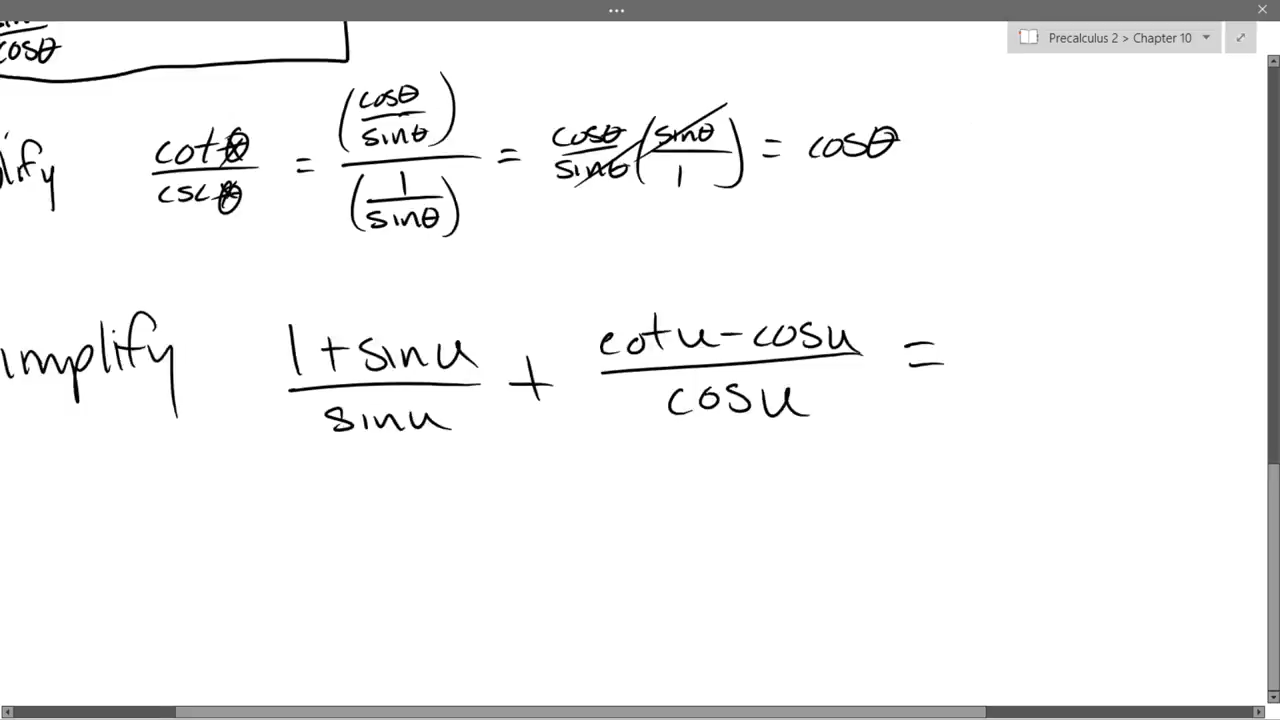 Precalculus 2 > Chapter 10
cosθ
cotθ/cscθ = (cosθ/sinθ)/(1/sinθ) = cosθ/sinθ (sinθ/1) = cosθ
implify (1+sinu)/sinu + (cotu-cosu)/cosu =